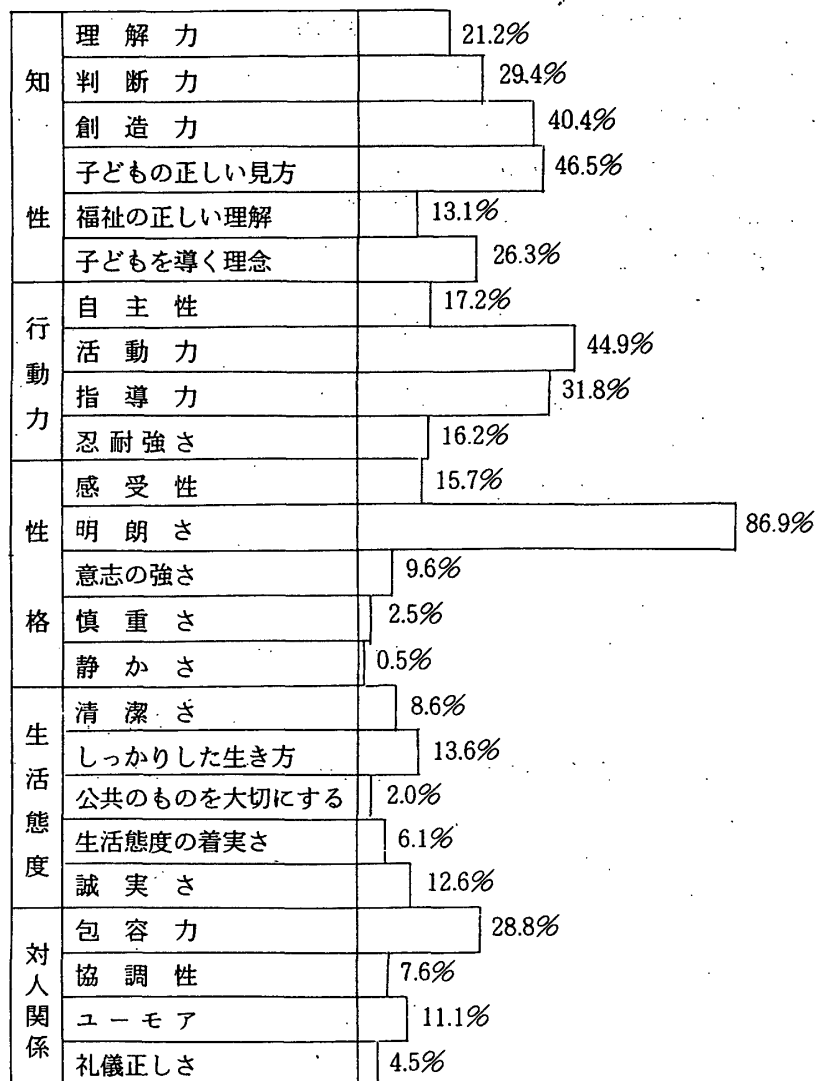 知性
理解力 21.2%
判断力 29.4%
創造力 40.4%
子どもの正しい見方 46.5%
福祉の正しい理解 13.1%
子どもを導く理念 26.3%
行動力
自主性 17.2%
活動力 44.9%
指導力 31.8%
忍耐強さ 16.2%
性格
感受性 15.7%
明朗さ 86.9%
意志の強さ 9.6%
慎重さ 2.5%
静かさ 0.5%
生活態度
清潔さ 8.6%
しっかりした生き方 13.6%
公共のものを大切にする 2.0%
生活態度の着実さ 6.1%
誠実さ 12.6%
対人関係
包容力 28.8%
協調性 7.6%
ユーモア 11.1%
礼儀正しさ 4.5%